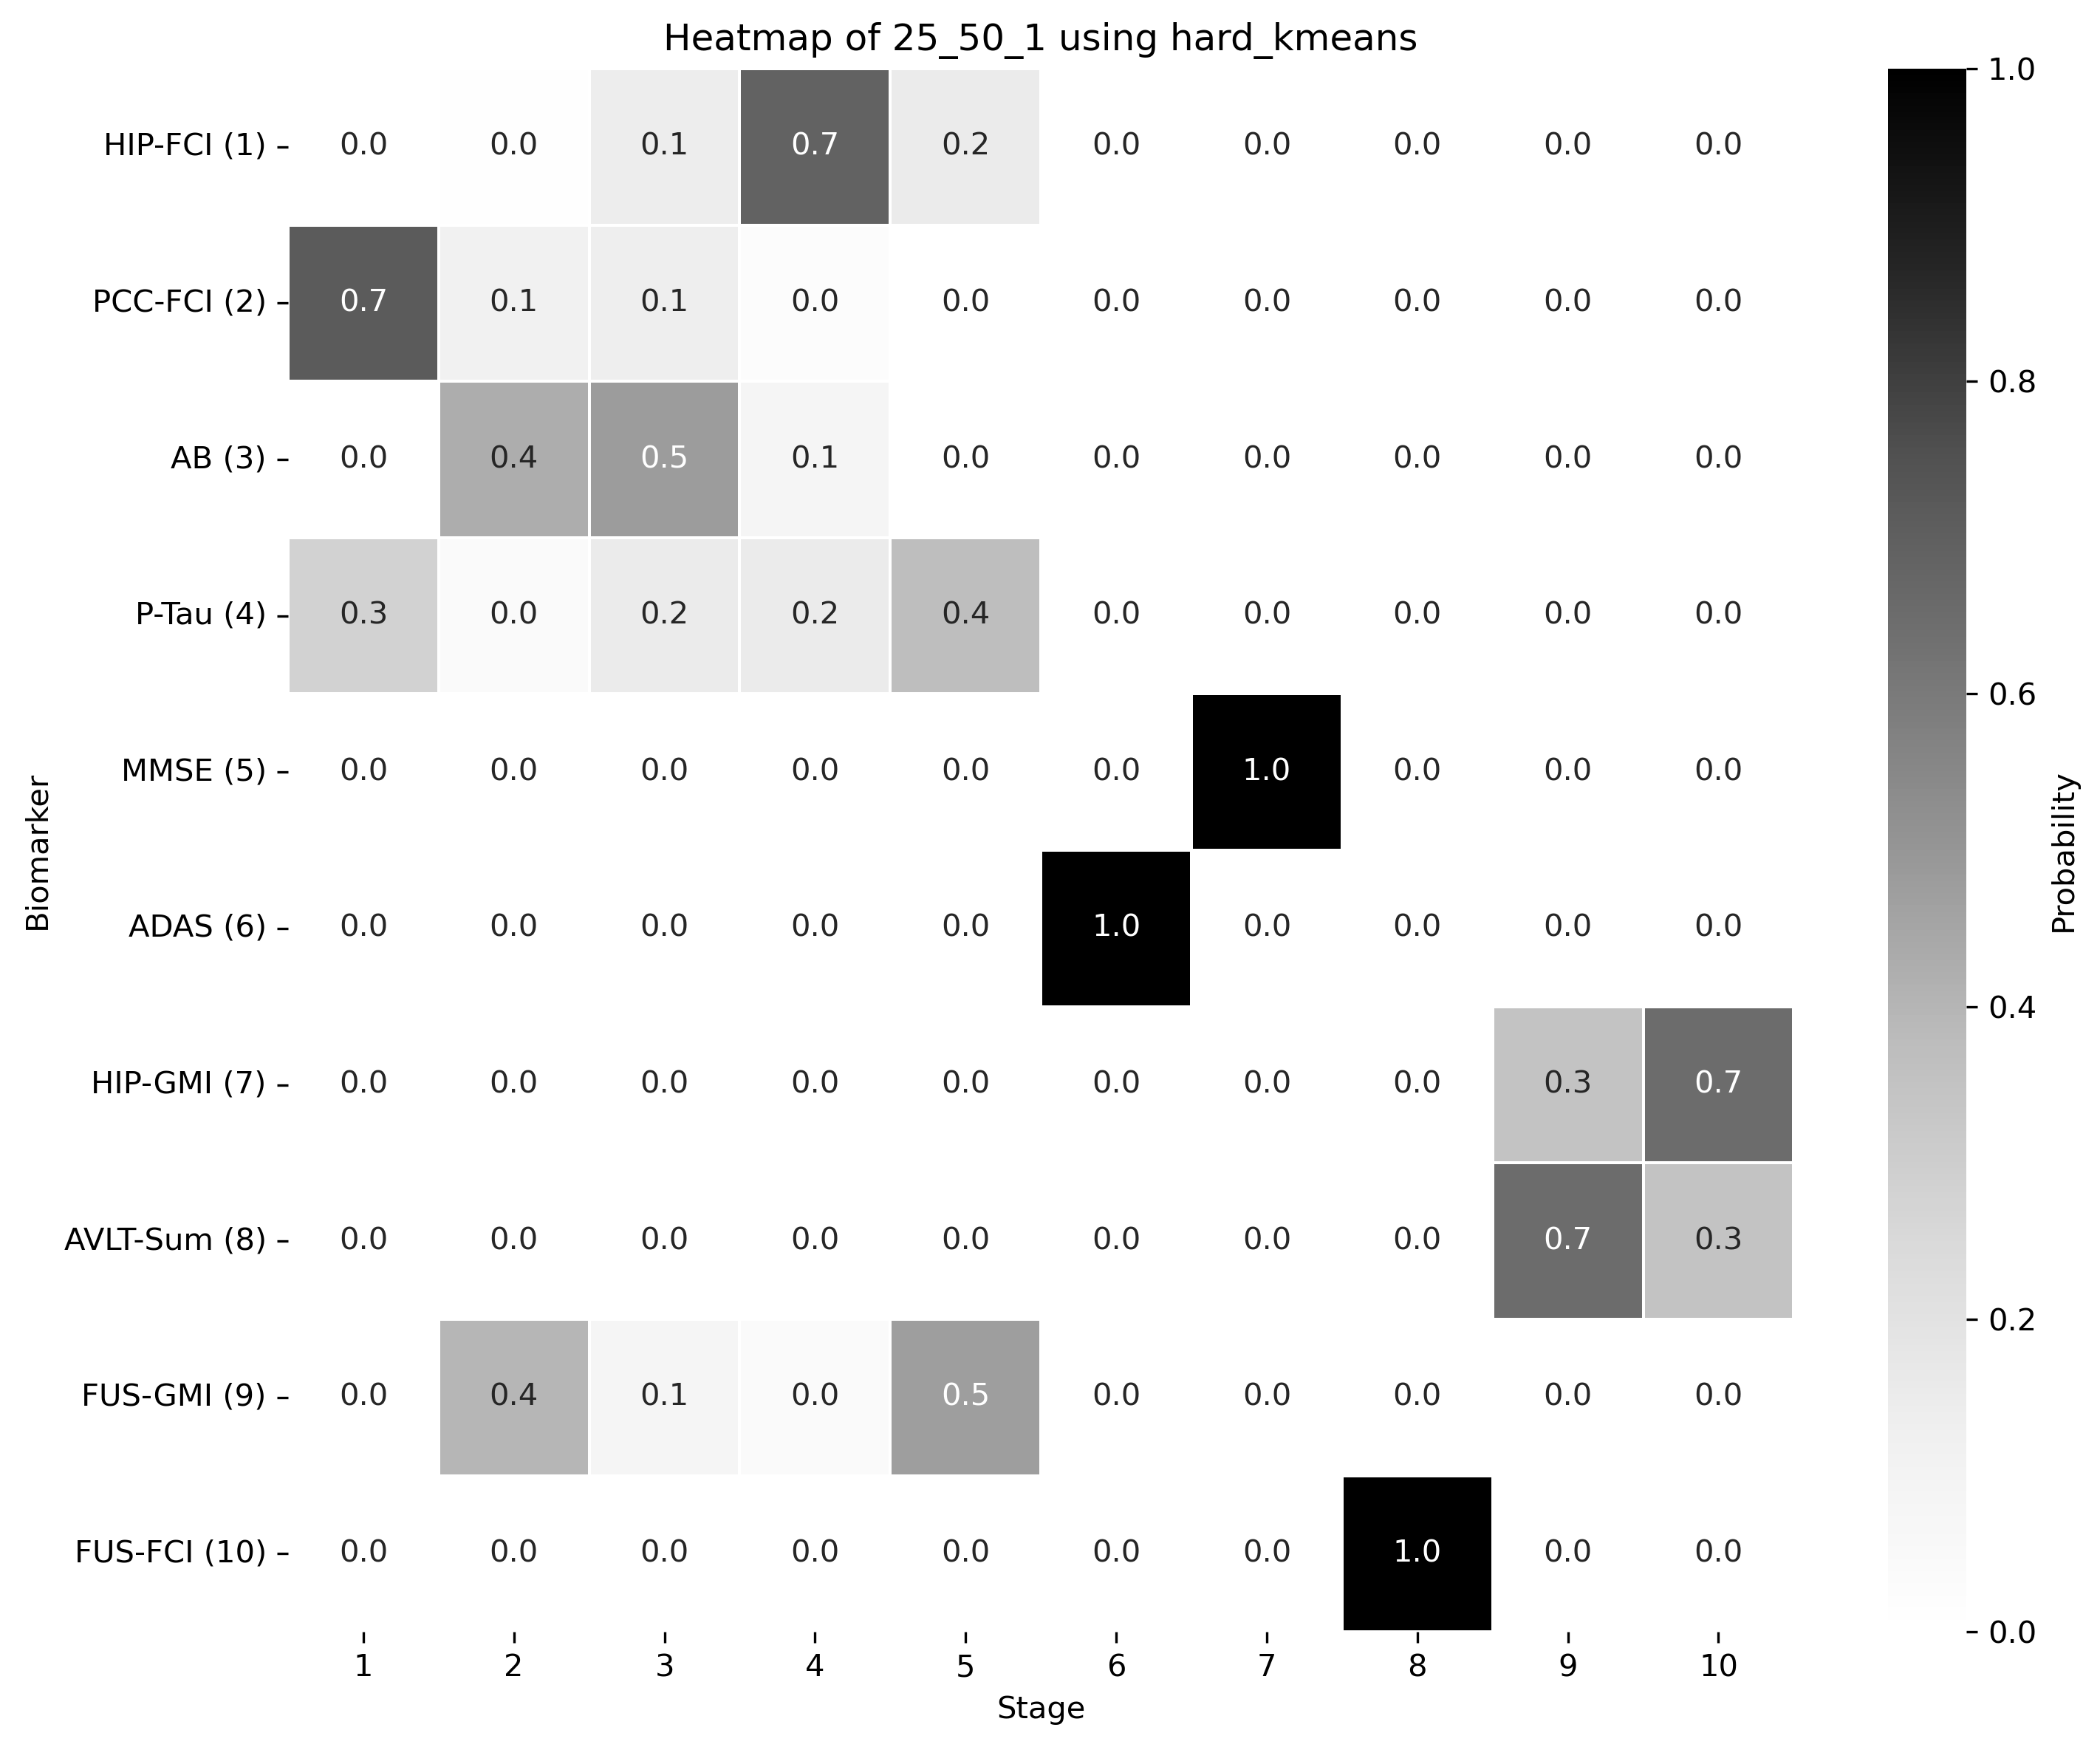 Heatmap of 25_50_1 using hard_kmeans
HIP-FCI (1) 0.0 0.0 0.1 0.7 0.2 0.0 0.0 0.0 0.0 0.0
PCC-FCI (2) 0.7 0.1 0.1 0.0 0.0 0.0 0.0 0.0 0.0 0.0
AB (3) 0.0 0.4 0.5 0.1 0.0 0.0 0.0 0.0 0.0 0.0
P-Tau (4) 0.3 0.0 0.2 0.2 0.4 0.0 0.0 0.0 0.0 0.0
MMSE (5) 0.0 0.0 0.0 0.0 0.0 0.0 1.0 0.0 0.0 0.0
ADAS (6) 0.0 0.0 0.0 0.0 0.0 1.0 0.0 0.0 0.0 0.0
HIP-GMI (7) 0.0 0.0 0.0 0.0 0.0 0.0 0.0 0.0 0.3 0.7
AVLT-Sum (8) 0.0 0.0 0.0 0.0 0.0 0.0 0.0 0.0 0.7 0.3
FUS-GMI (9) 0.0 0.4 0.1 0.0 0.5 0.0 0.0 0.0 0.0 0.0
FUS-FCI (10) 0.0 0.0 0.0 0.0 0.0 0.0 0.0 1.0 0.0 0.0
1 2 3 4 5 6 7 8 9 10
Stage
Biomarker
1.0
0.8
0.6
0.4
0.2
0.0
Probability